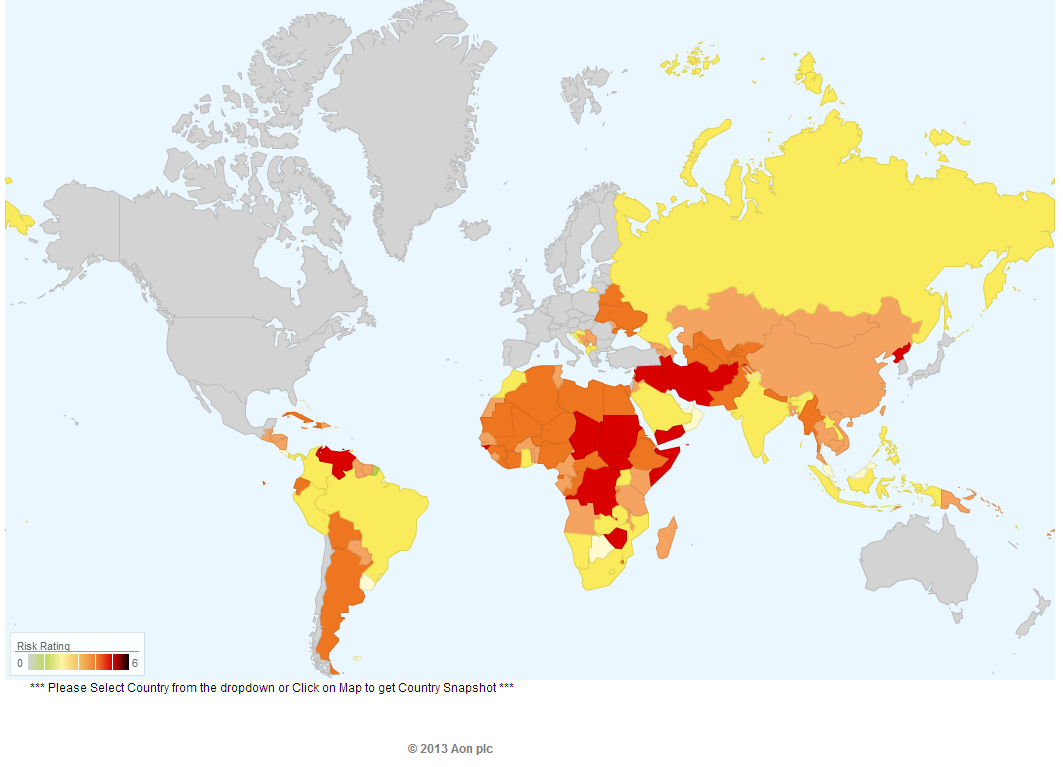 Risk Rating
0 6
*** Please Select Country from the dropdown or Click on Map to get Country Snapshot ***
© 2013 Aon plc